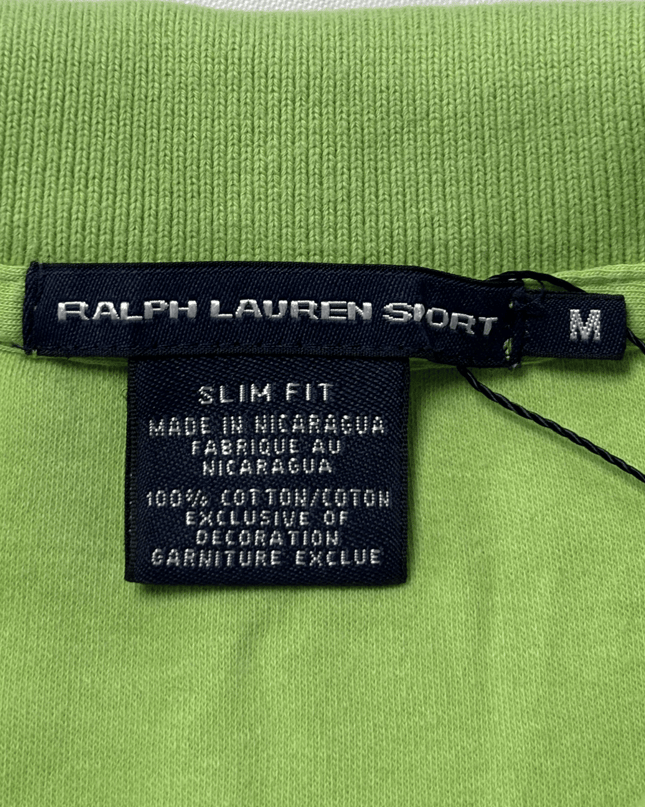 RALPH LAUREN SPORT
M
SLIM FIT
MADE IN NICARAGUA
FABRIQUE AU
NICARAGUA
100% COTTON/COTON
EXCLUSIVE OF
DECORATION
GARNITURE EXCLUE